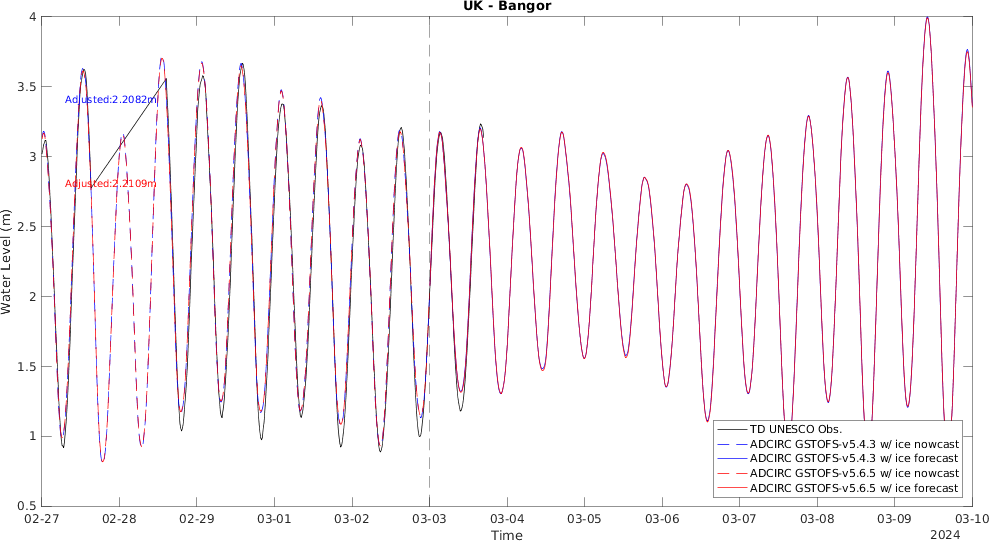 UK - Bangor
4
3.5
3
2.5
2
1.5
1
0.5
Water Level (m)
Adjusted:2.2082m
Adjusted:2.2109m
TD UNESCO Obs.
ADCIRC GSTOFS-v5.4.3 w/ ice nowcast
ADCIRC GSTOFS-v5.4.3 w/ ice forecast
ADCIRC GSTOFS-v5.6.5 w/ ice nowcast
ADCIRC GSTOFS-v5.6.5 w/ ice forecast
02-27 02-28 02-29 03-01 03-02 03-03 03-04 03-05 03-06 03-07 03-08 03-09 03-10
Time
2024